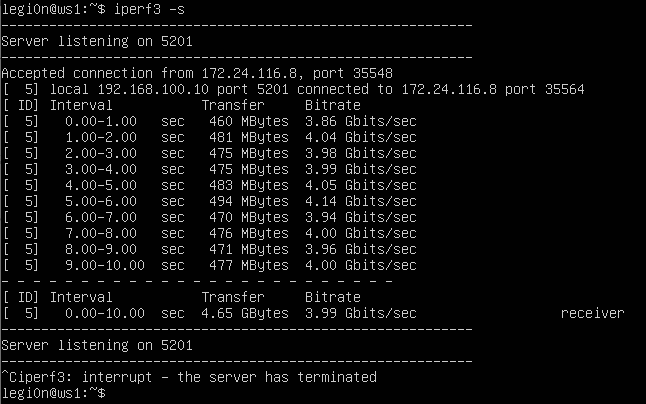 legi0n@ws1:~$ iperf3 -s
-----------------------------------------------------------
Server listening on 5201
-----------------------------------------------------------
Accepted connection from 172.24.116.8, port 35548
[  5] local 192.168.100.10 port 5201 connected to 172.24.116.8 port 35564
[ ID] Interval           Transfer     Bitrate
[  5]   0.00-1.00   sec   460 MBytes  3.86 Gbits/sec
[  5]   1.00-2.00   sec   481 MBytes  4.04 Gbits/sec
[  5]   2.00-3.00   sec   475 MBytes  3.98 Gbits/sec
[  5]   3.00-4.00   sec   475 MBytes  3.99 Gbits/sec
[  5]   4.00-5.00   sec   483 MBytes  4.05 Gbits/sec
[  5]   5.00-6.00   sec   494 MBytes  4.14 Gbits/sec
[  5]   6.00-7.00   sec   470 MBytes  3.94 Gbits/sec
[  5]   7.00-8.00   sec   476 MBytes  4.00 Gbits/sec
[  5]   8.00-9.00   sec   471 MBytes  3.96 Gbits/sec
[  5]   9.00-10.00  sec   477 MBytes  4.00 Gbits/sec
- - - - - - - - - - - - - - - - - - - - - - - - -
[ ID] Interval           Transfer     Bitrate
[  5]   0.00-10.00  sec  4.65 GBytes  3.99 Gbits/sec                  receiver
-----------------------------------------------------------
Server listening on 5201
-----------------------------------------------------------
^Ciperf3: interrupt - the server has terminated
legi0n@ws1:~$